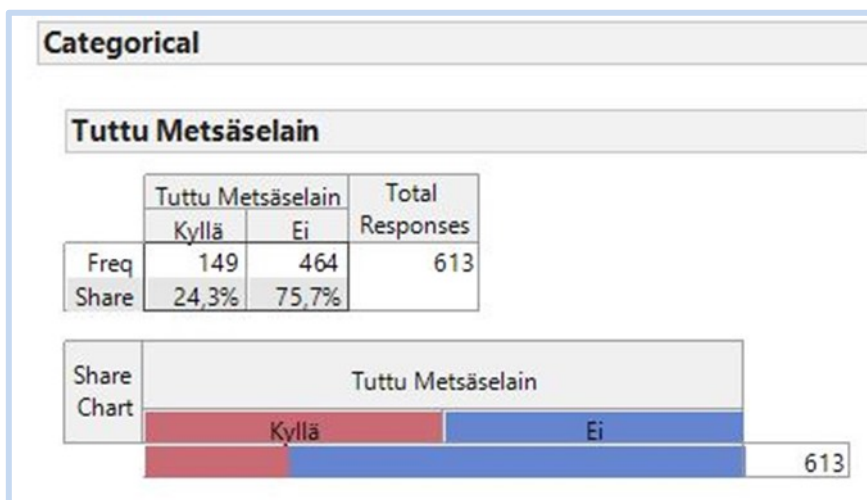 Categorical
Tuttu Metsäselain
Tuttu Metsäselain Total Responses
Kyllä Ei
Freq 149 464 613
Share 24,3% 75,7%
Share Chart Tuttu Metsäselain
Kyllä Ei
613